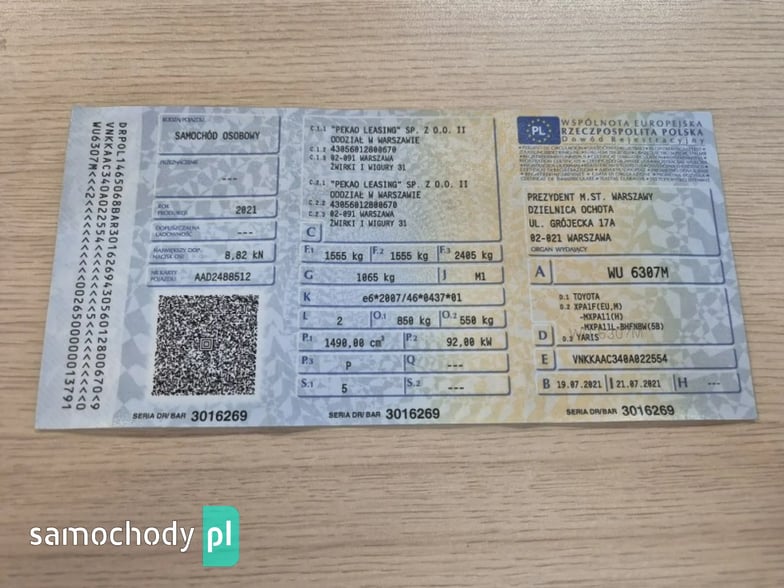 DRPOL1465068BAR3016269430560128006 70<9
VNKKAAC340A022554
WU6307M
RODZAJ POJAZDU
SAMOCHÓD OSOBOWY
PRZEZNACZENIE
---
ROK PRODUKCJI
2021
DOPUSZCZALNA ŁADOWNOŚĆ
---
NAJWIĘKSZY DOP. NACISK OSI
8,82 kN
NR KARTY POJAZDU
AAD2488512
SERIA DR/BAR 3016269
C.1.1 "PEKAO LEASING" SP. Z O.O. II
ODDZIAŁ W WARSZAWIE
C.1.2 43056012800670
C.1.3 02-091 WARSZAWA
ŻWIRKI I WIGURY 31
C.2.1 "PEKAO LEASING" SP. Z O.O. II
ODDZIAŁ W WARSZAWIE
C.2.2 43056012800670
C.2.3 02-091 WARSZAWA
ŻWIRKI I WIGURY 31
C
F.1 1555 kg F.2 1555 kg F.3 2405 kg
G 1065 kg J M1
K e6*2007/46*0437*01
L 2 O.1 850 kg O.2 550 kg
P.1 1490,00 cm³ P.2 92,00 kW
P.3 P Q ---
S.1 5 S.2 ---
SERIA DR/BAR 3016269
PL
WSPÓLNOTA EUROPEJSKA
RZECZPOSPOLITA POLSKA
Dowód Rejestracyjny
PREZYDENT M.ST. WARSZAWY
DZIELNICA OCHOTA
UL. GRÓJECKA 17A
02-021 WARSZAWA
ORGAN WYDAJĄCY
A WU 6307M
D.1 TOYOTA
D.2 XPA1F(EU,M)
-MXPA11(H)
-MXPA11L-BHFNBW(5B)
D D.3 YARIS
E VNKKAAC340A022554
B 19.07.2021 I 21.07.2021 H ---
SERIA DR/BAR 3016269
samochody pl